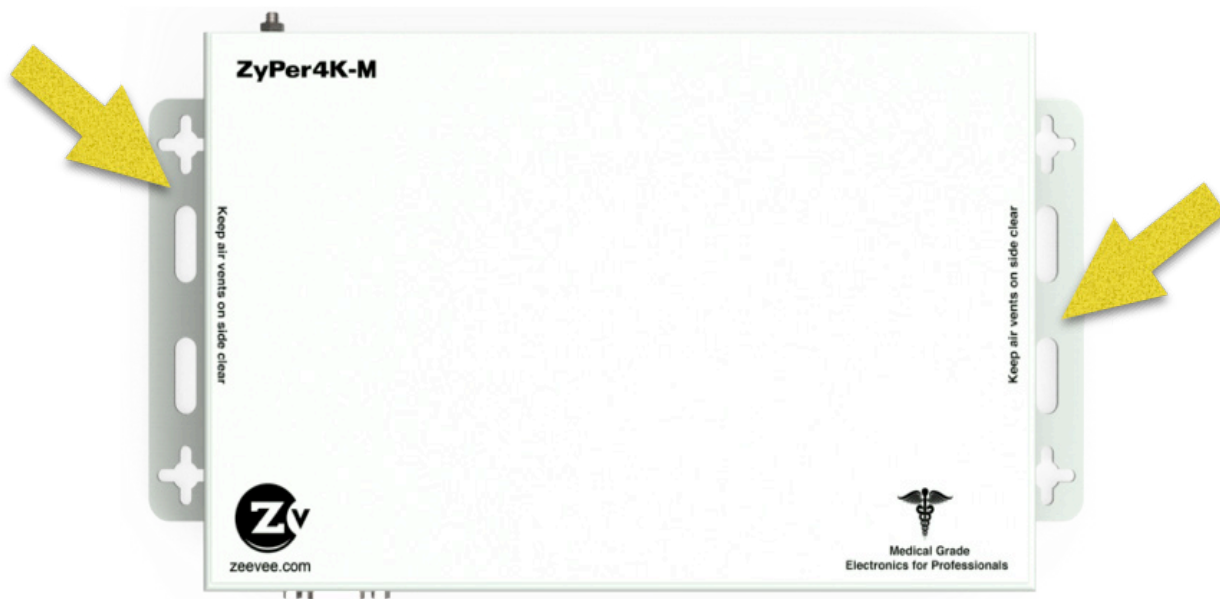 ZyPer4K-M
Keep air vents on side clear
Keep air vents on side clear
Zv
zeevee.com
Medical Grade
Electronics for Professionals